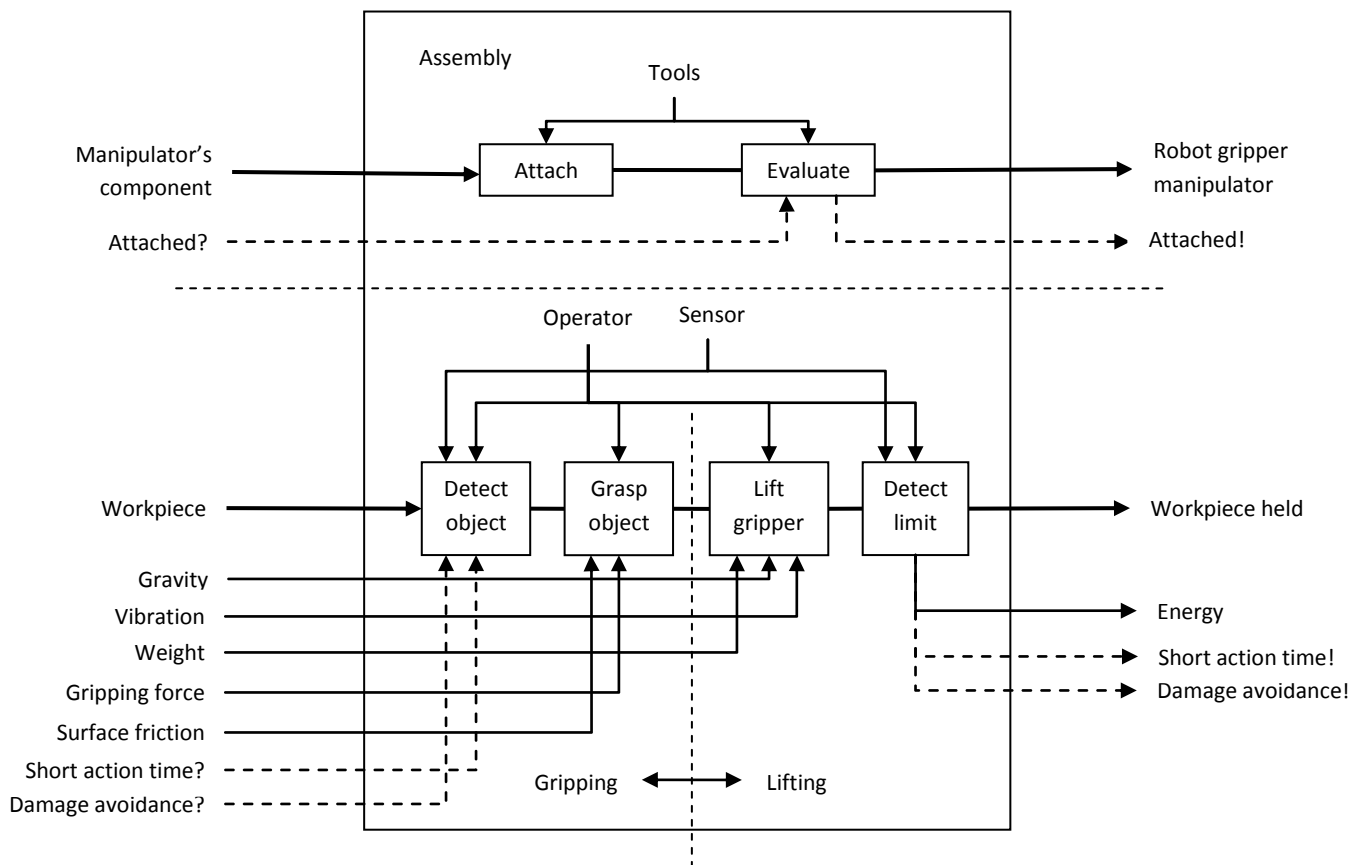 Assembly
Tools
Manipulator’s
component
Attach
Evaluate
Robot gripper
manipulator
Attached?
Attached!
Operator
Sensor
Workpiece
Detect
object
Grasp
object
Lift
gripper
Detect
limit
Workpiece held
Gravity
Vibration
Weight
Gripping force
Surface friction
Short action time?
Damage avoidance?
Energy
Short action time!
Damage avoidance!
Gripping
Lifting